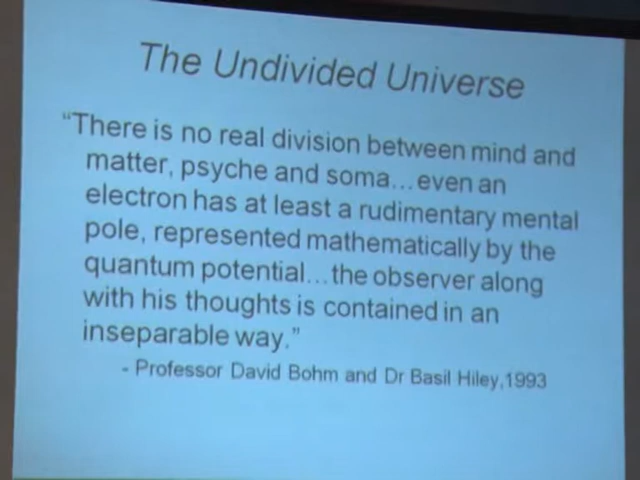 The Undivided Universe
“There is no real division between mind and
matter, psyche and soma…even an
electron has at least a rudimentary mental
pole, represented mathematically by the
quantum potential…the observer along
with his thoughts is contained in an
inseparable way.”
- Professor David Bohm and Dr Basil Hiley,1993